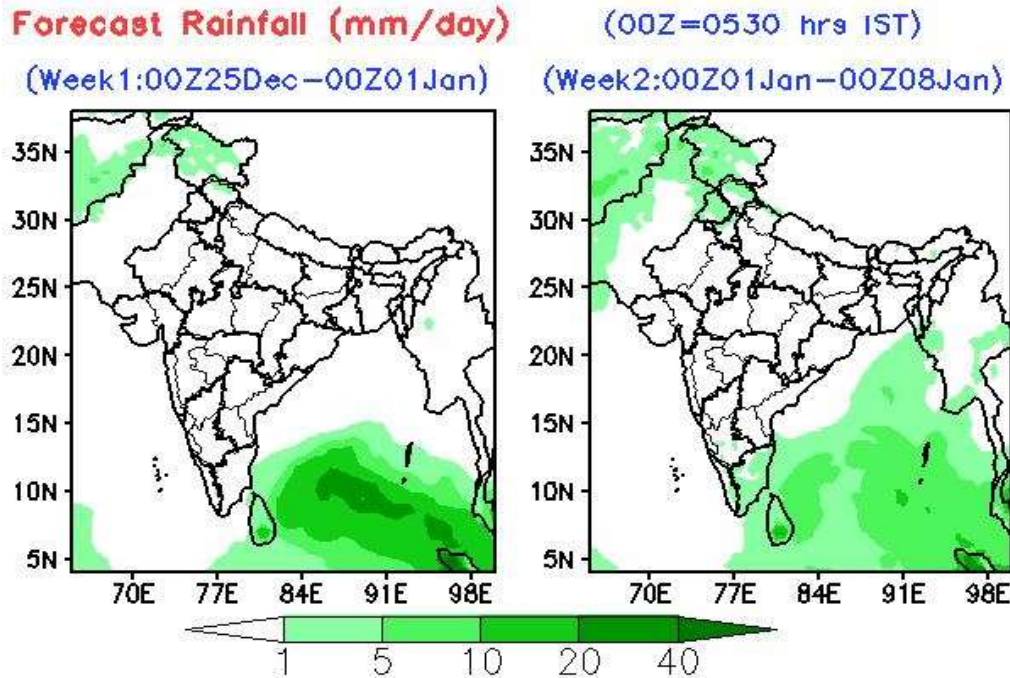 Forecast Rainfall (mm/day) (00Z=0530 hrs IST)
(Week1:00Z25Dec−00Z01Jan) (Week2:00Z01Jan−00Z08Jan)
35N 35N
30N 30N
25N 25N
20N 20N
15N 15N
10N 10N
5N 5N
70E 77E 84E 91E 98E 70E 77E 84E 91E 98E
1 5 10 20 40